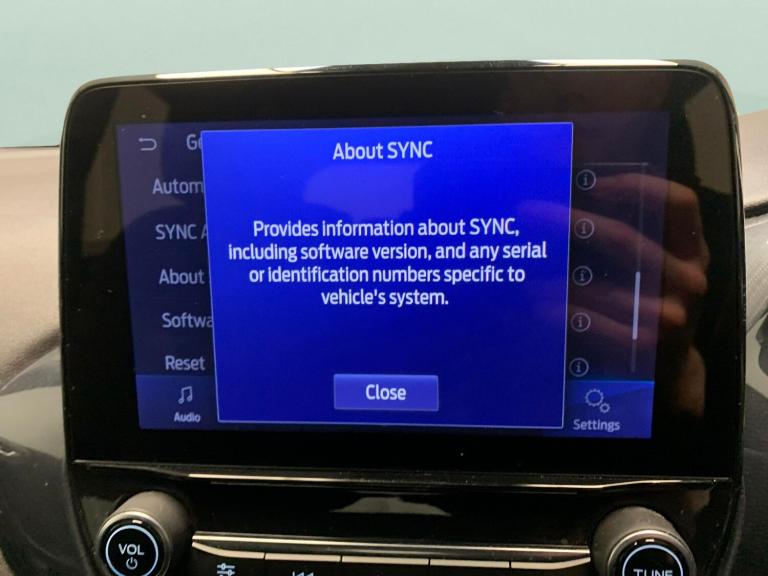 Ge
About SYNC
Autom
SYNC A
About
Softwa
Reset
Provides information about SYNC,
including software version, and any serial
or identification numbers specific to
vehicle's system.
Close
Audio
Settings
VOL
TUNE